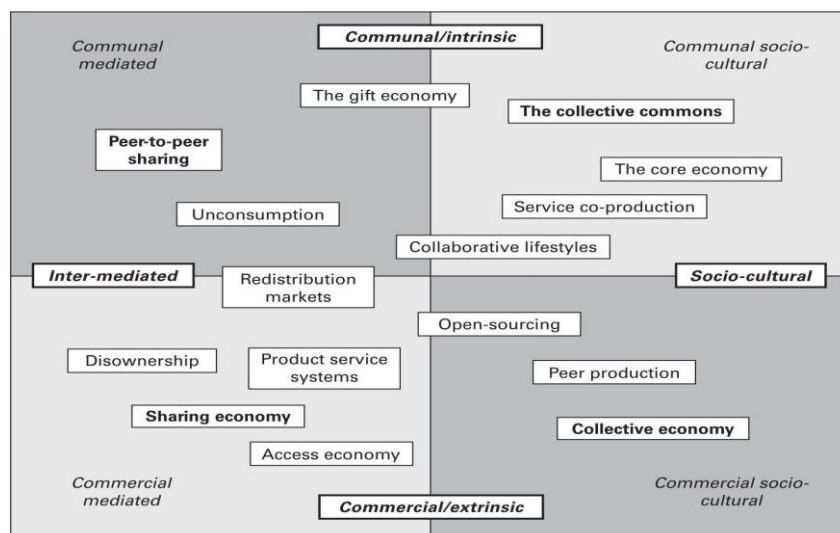 Communal
mediated
Communal/intrinsic
Communal socio-
cultural
The gift economy
The collective commons
Peer-to-peer
sharing
The core economy
Unconsumption
Service co-production
Collaborative lifestyles
Inter-mediated
Redistribution
markets
Socio-cultural
Open-sourcing
Disownership
Product service
systems
Peer production
Sharing economy
Collective economy
Access economy
Commercial
mediated
Commercial/extrinsic
Commercial socio-
cultural